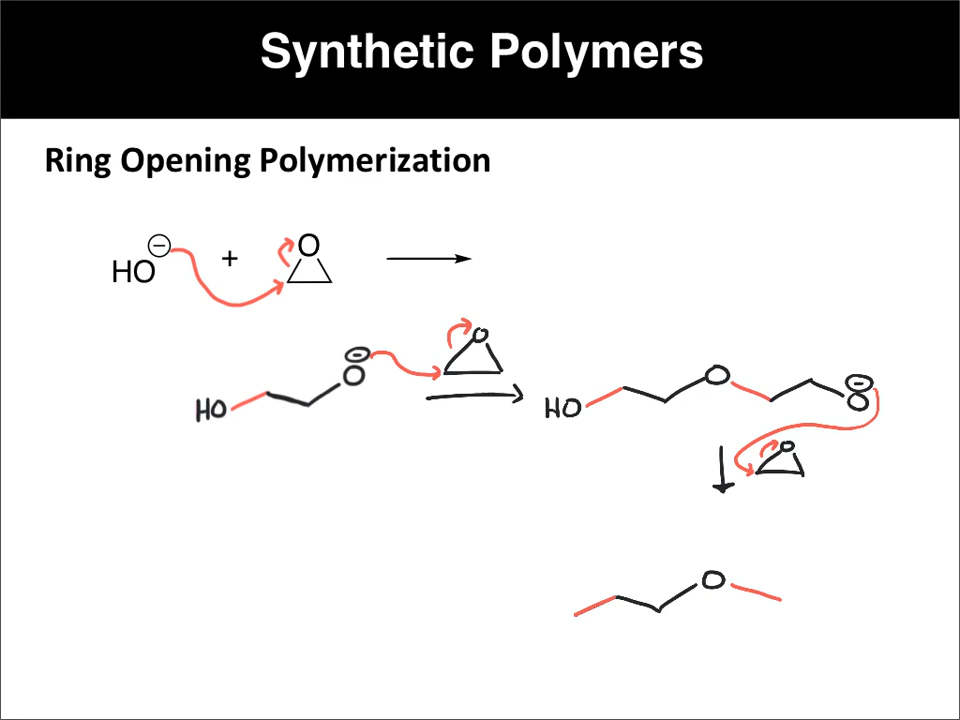 Synthetic Polymers
Ring Opening Polymerization
HO − + O
HO O − O
HO O O −
O
O